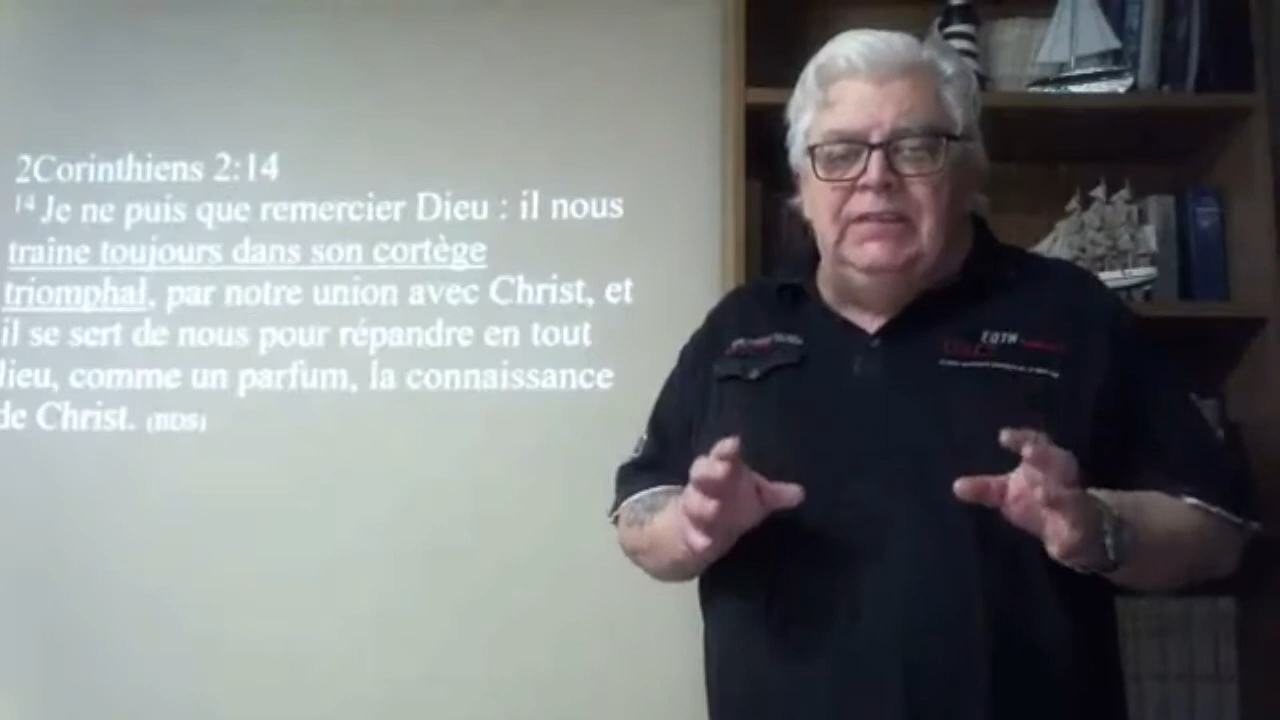 2Corinthiens 2:14
14 Je ne puis que remercier Dieu : il nous
traîne toujours dans son cortège
triomphal, par notre union avec Christ, et
il se sert de nous pour répandre en tout
lieu, comme un parfum, la connaissance
de Christ. (BDS)
EOTW